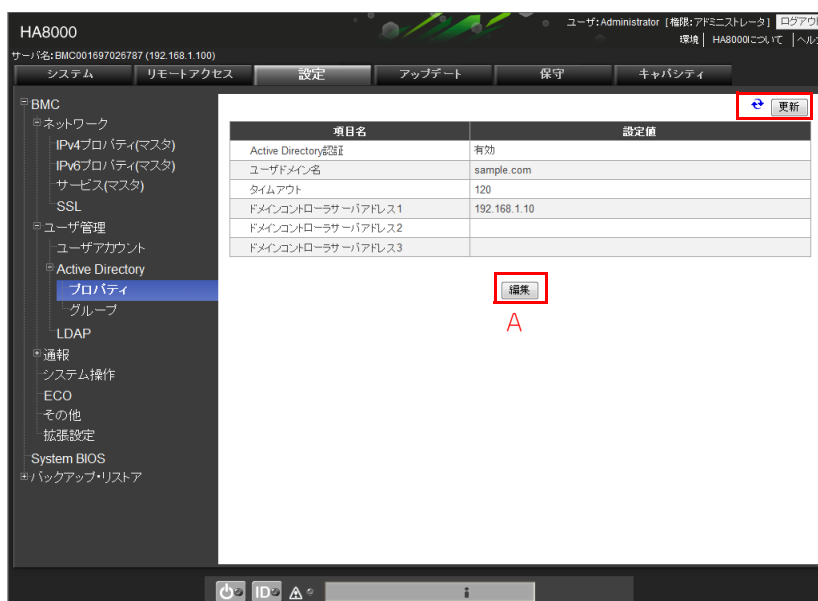 HA8000
ユーザ:Administrator [権限:アドミニストレータ] ログアウト
環境 | HA8000について | ヘル
サーバ名:BMC001697026787 (192.168.1.100)
システム リモートアクセス 設定 アップデート 保守 キャパシティ
更新
BMC
ネットワーク
IPv4プロパティ(マスタ)
IPv6プロパティ(マスタ)
サービス(マスタ)
SSL
ユーザ管理
ユーザアカウント
Active Directory
プロパティ
グループ
LDAP
通報
システム操作
ECO
その他
拡張設定
System BIOS
バックアップ・リストア
項目名 設定値
Active Directory認証 有効
ユーザドメイン名 sample.com
タイムアウト 120
ドメインコントローラサーバアドレス1 192.168.1.10
ドメインコントローラサーバアドレス2
ドメインコントローラサーバアドレス3
編集
A
ID
i